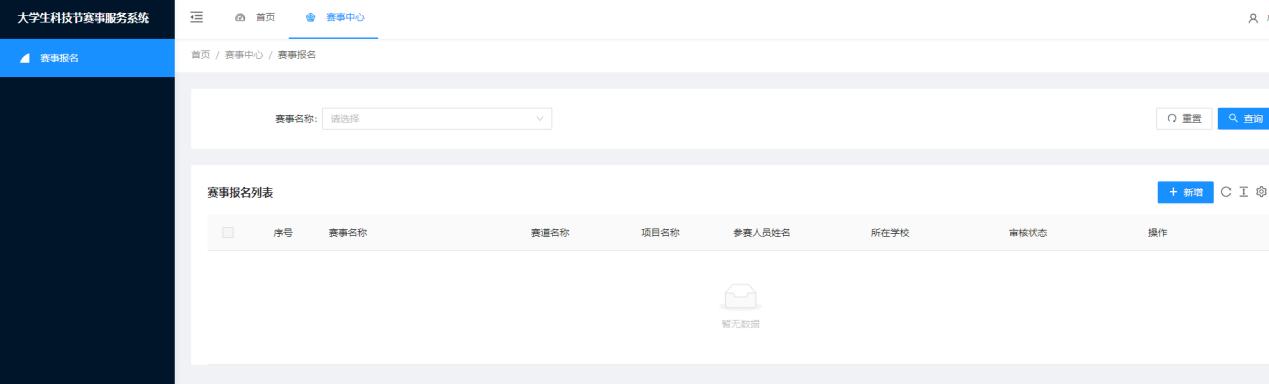 大学生科技节赛事服务系统
首页
赛事中心
赛事报名
首页 / 赛事中心 / 赛事报名
赛事名称: 请选择
重置
查询
赛事报名列表
新增
序号 赛事名称 赛道名称 项目名称 参赛人员姓名 所在学校 审核状态 操作
暂无数据